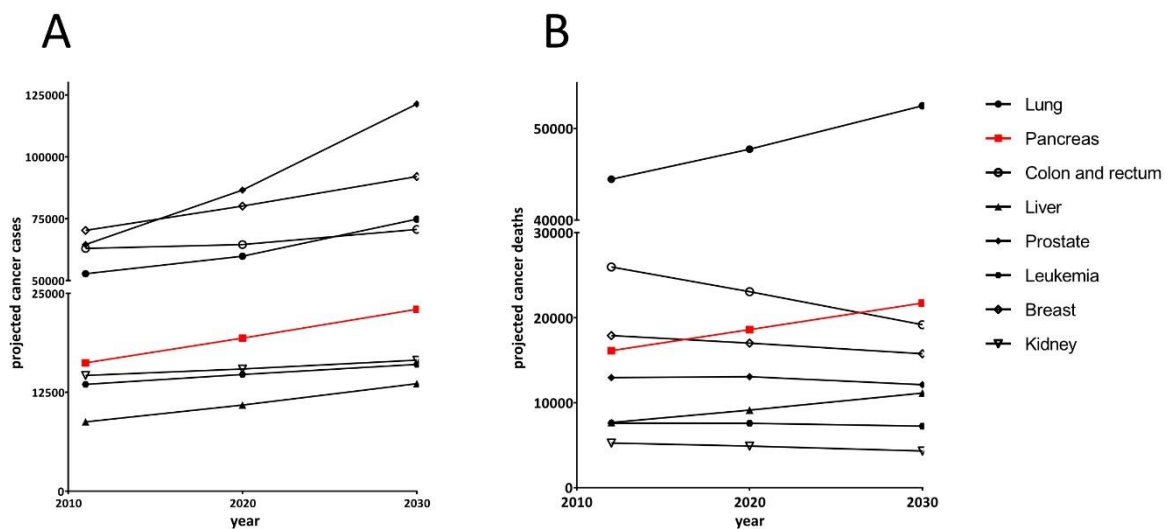 A
B
projected cancer cases
125000
100000
75000
50000
25000
12500
0
2010
2020
2030
year
projected cancer deaths
50000
40000
30000
20000
10000
0
2010
2020
2030
year
Lung
Pancreas
Colon and rectum
Liver
Prostate
Leukemia
Breast
Kidney